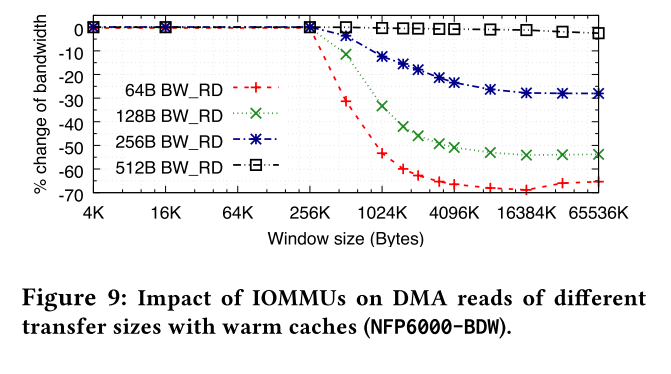 % change of bandwidth
0
-10
-20
-30
-40
-50
-60
-70
64B BW_RD
128B BW_RD
256B BW_RD
512B BW_RD
4K 16K 64K 256K 1024K 4096K 16384K 65536K
Window size (Bytes)
Figure 9: Impact of IOMMUs on DMA reads of different
transfer sizes with warm caches (NFP6000-BDW).